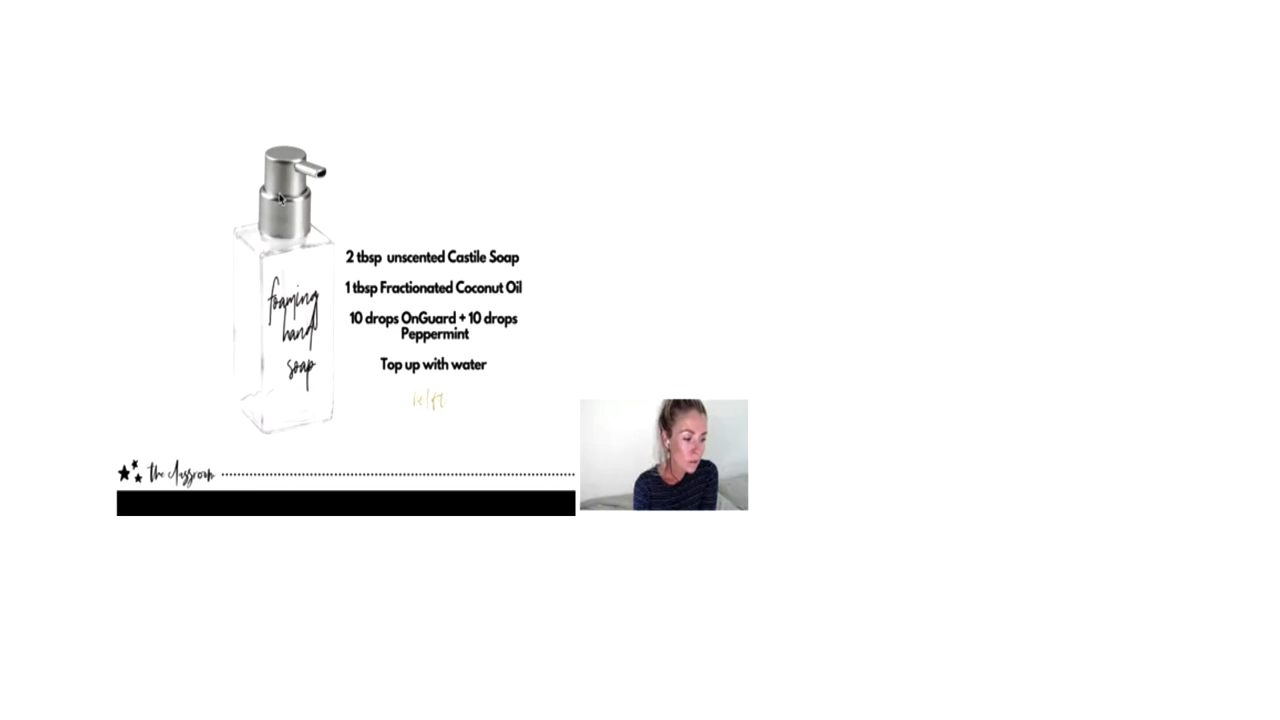 foaming
hand
soap
2 tbsp unscented Castile Soap
1 tbsp Fractionated Coconut Oil
10 drops OnGuard + 10 drops
Peppermint
Top up with water
the classroom